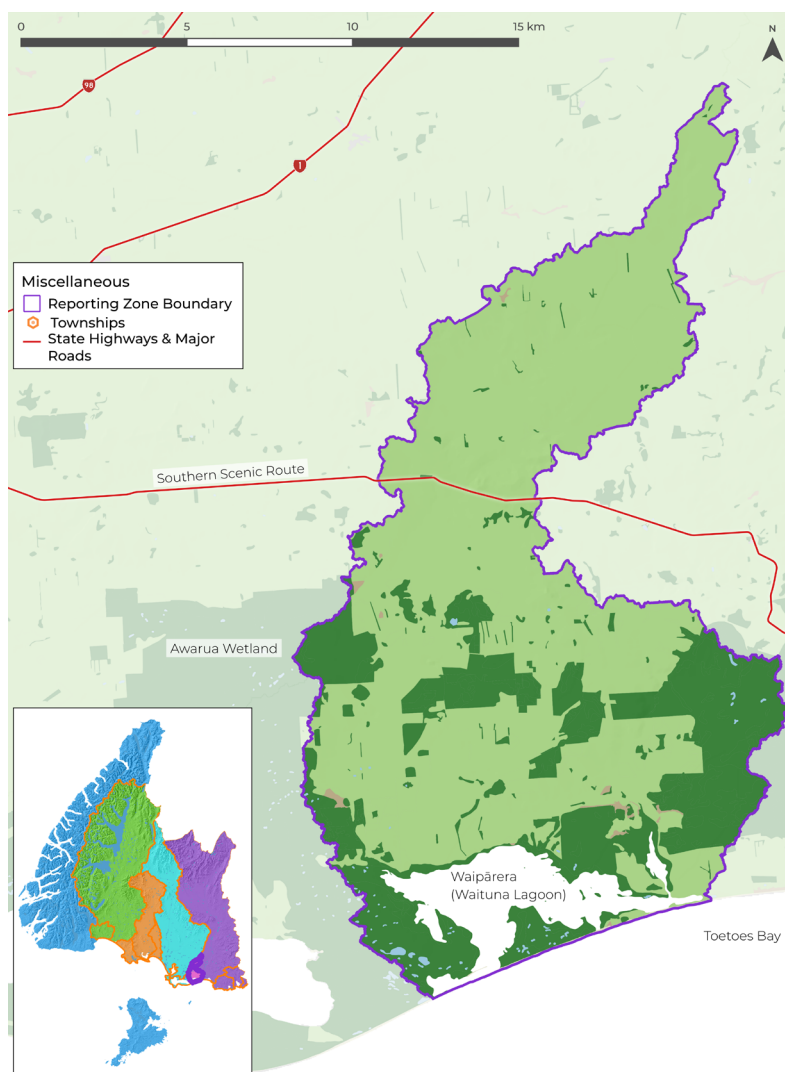 0 5 10 15 km
N
98
1
Miscellaneous
Reporting Zone Boundary
Townships
State Highways & Major
Roads
Southern Scenic Route
Awarua Wetland
Waipārera
(Waituna Lagoon)
Toetoes Bay